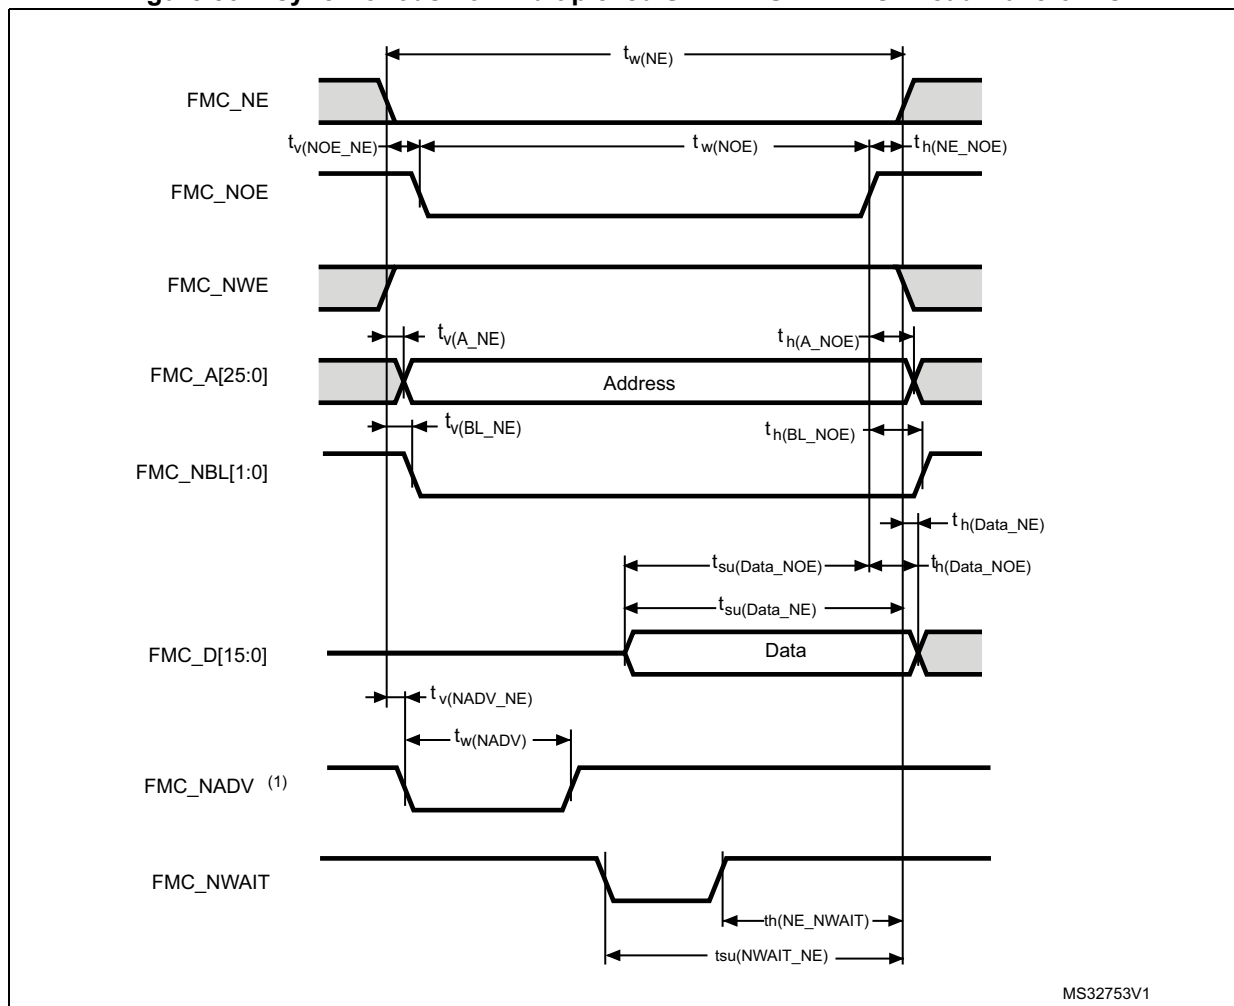 tw(NE)
FMC_NE
tv(NOE_NE)
tw(NOE)
th(NE_NOE)
FMC_NOE
FMC_NWE
tv(A_NE)
th(A_NOE)
FMC_A[25:0]
Address
tv(BL_NE)
th(BL_NOE)
FMC_NBL[1:0]
th(Data_NE)
tsu(Data_NOE)
th(Data_NOE)
tsu(Data_NE)
FMC_D[15:0]
Data
tv(NADV_NE)
tw(NADV)
FMC_NADV (1)
FMC_NWAIT
th(NE_NWAIT)
tsu(NWAIT_NE)
MS32753V1